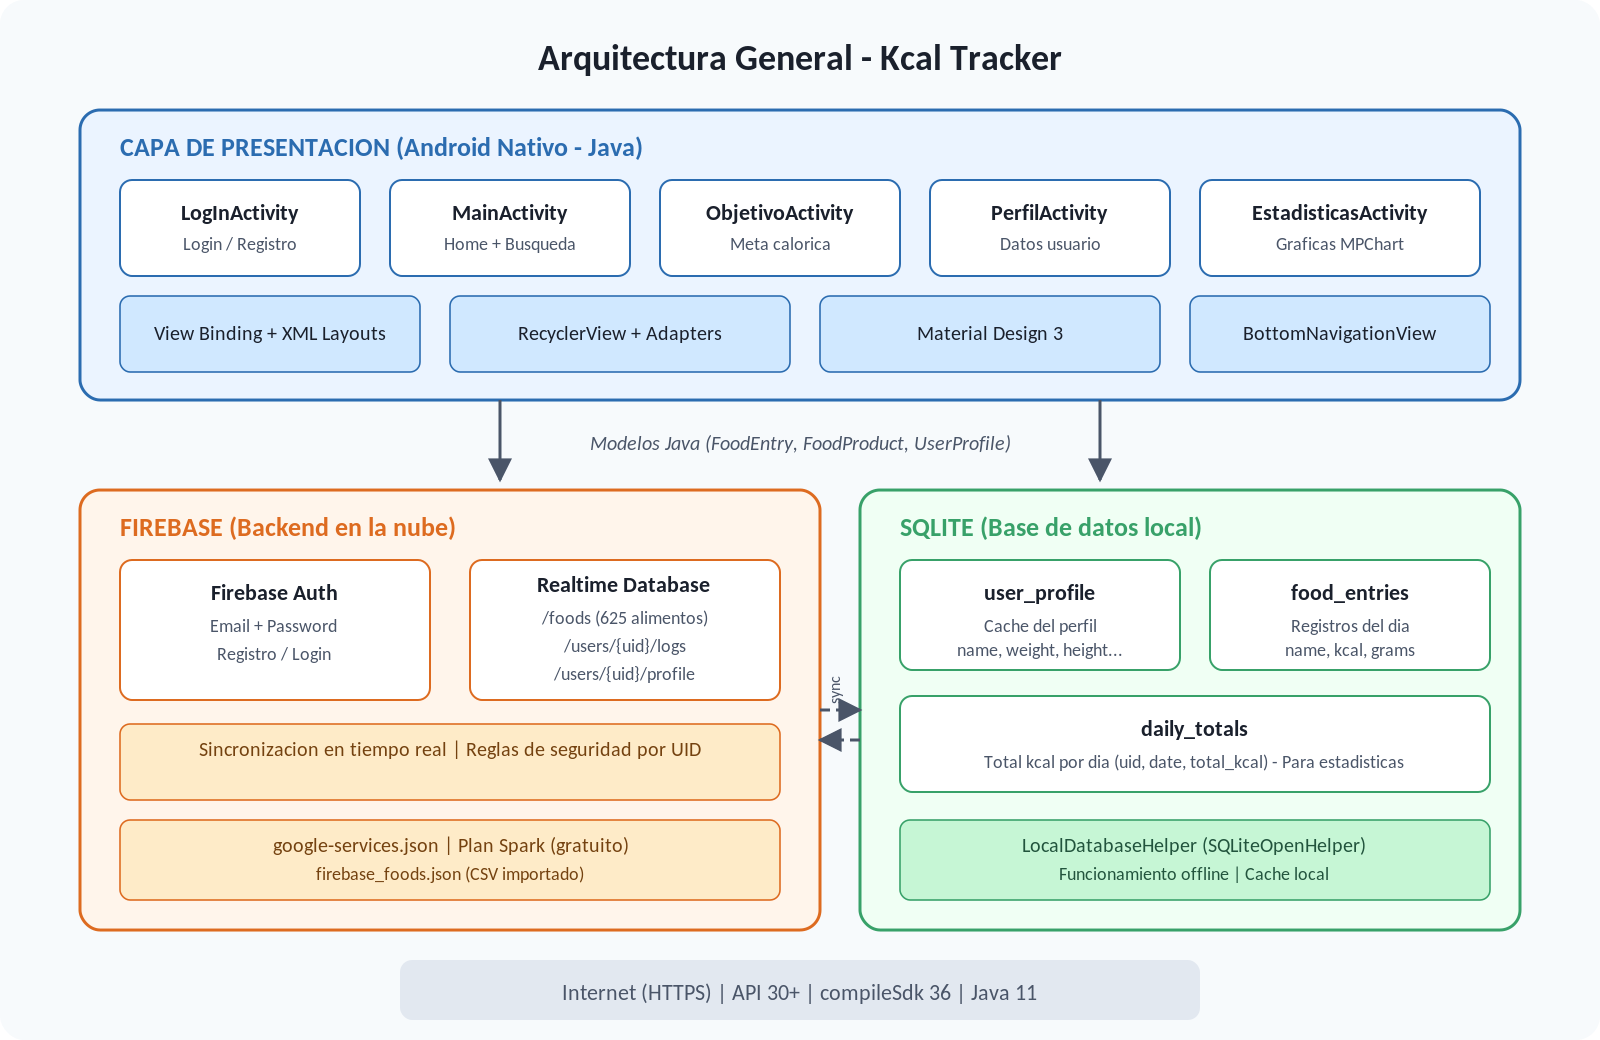 Arquitectura General - Kcal Tracker
CAPA DE PRESENTACION (Android Nativo - Java)
LogInActivity
Login / Registro
MainActivity
Home + Busqueda
ObjetivoActivity
Meta calorica
PerfilActivity
Datos usuario
EstadisticasActivity
Graficas MPChart
View Binding + XML Layouts
RecyclerView + Adapters
Material Design 3
BottomNavigationView
Modelos Java (FoodEntry, FoodProduct, UserProfile)
FIREBASE (Backend en la nube)
Firebase Auth
Email + Password
Registro / Login
Realtime Database
/foods (625 alimentos)
/users/{uid}/logs
/users/{uid}/profile
Sincronizacion en tiempo real | Reglas de seguridad por UID
google-services.json | Plan Spark (gratuito)
firebase_foods.json (CSV importado)
sync
SQLITE (Base de datos local)
user_profile
Cache del perfil
name, weight, height...
food_entries
Registros del dia
name, kcal, grams
daily_totals
Total kcal por dia (uid, date, total_kcal) - Para estadisticas
LocalDatabaseHelper (SQLiteOpenHelper)
Funcionamiento offline | Cache local
Internet (HTTPS) | API 30+ | compileSdk 36 | Java 11